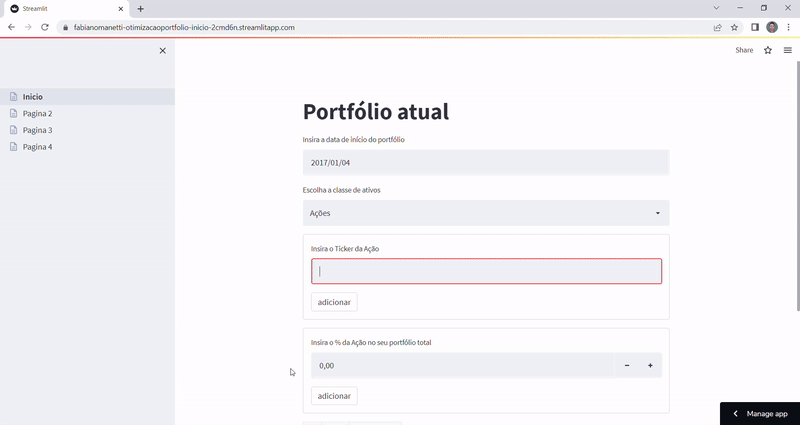 Streamlit
fabianomanetti-otimizacaoportfolio-inicio-2cmd6n.streamlitapp.com
Share
Inicio
Pagina 2
Pagina 3
Pagina 4
Portfólio atual
Insira a data de início do portfólio
2017/01/04
Escolha a classe de ativos
Ações
Insira o Ticker da Ação
adicionar
Insira o % da Ação no seu portfólio total
0,00
adicionar
Manage app